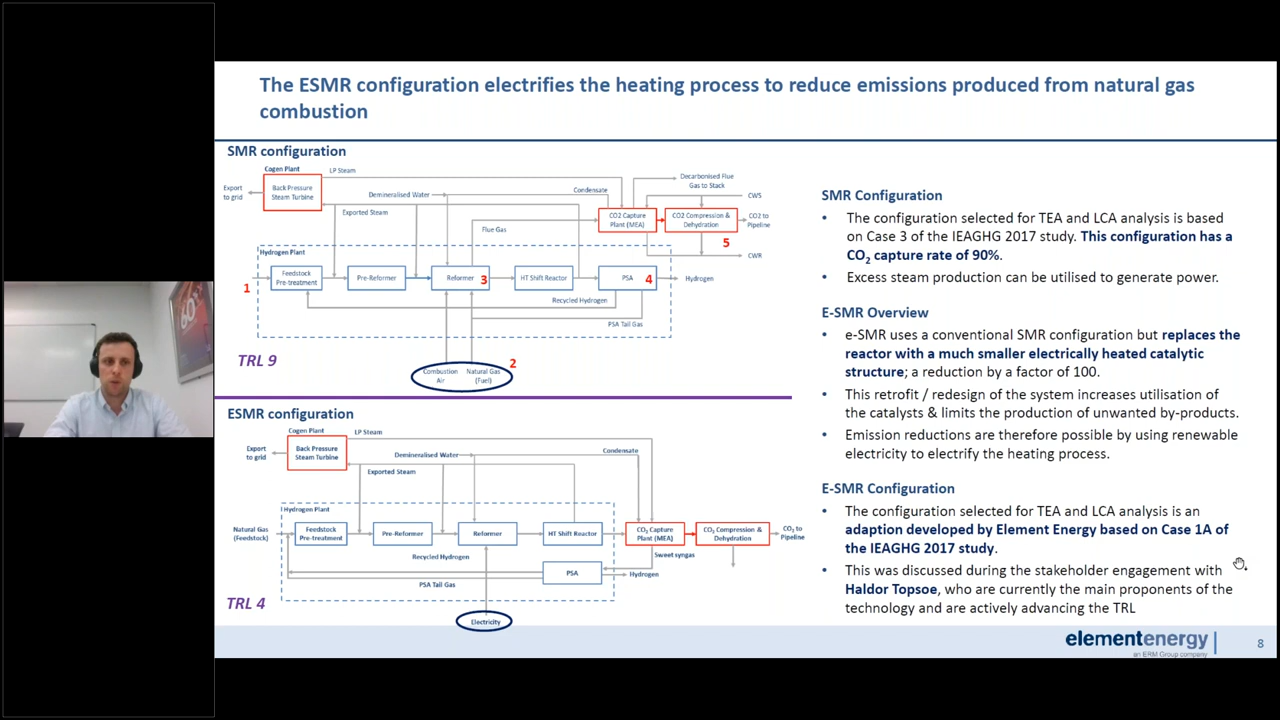 The ESMR configuration electrifies the heating process to reduce emissions produced from natural gas
combustion
SMR configuration
Cogen Plant
LP Steam
Export
to grid
Back Pressure
Steam Turbine
Demineralised Water
Condensate
Decarbonised Flue
Gas to Stack
CWS
Exported Steam
Flue Gas
CO2 Capture
Plant (MEA)
CO2 Compression &
Dehydration
CO2 to
Pipeline
5
CWR
Hydrogen Plant
1
Feedstock
Pre-treatment
Pre-Reformer
Reformer
3
HT Shift Reactor
PSA
4
Hydrogen
Recycled Hydrogen
PSA Tail Gas
TRL 9
2
Combustion
Air
Natural Gas
(Fuel)
ESMR configuration
Cogen Plant
LP Steam
Export
to grid
Back Pressure
Steam Turbine
Demineralised Water
Condensate
Exported Steam
Hydrogen Plant
Natural Gas
(Feedstock)
Feedstock
Pre-treatment
Pre-Reformer
Reformer
HT Shift Reactor
CO₂ Capture
Plant (MEA)
CO₂ Compression &
Dehydration
CO₂ to
Pipeline
Recycled Hydrogen
Sweet syngas
PSA
Hydrogen
PSA Tail Gas
TRL 4
Electricity
SMR Configuration
• The configuration selected for TEA and LCA analysis is based
on Case 3 of the IEAGHG 2017 study. This configuration has a
CO₂ capture rate of 90%.
• Excess steam production can be utilised to generate power.
E-SMR Overview
• e-SMR uses a conventional SMR configuration but replaces the
reactor with a much smaller electrically heated catalytic
structure; a reduction by a factor of 100.
• This retrofit / redesign of the system increases utilisation of
the catalysts & limits the production of unwanted by-products.
• Emission reductions are therefore possible by using renewable
electricity to electrify the heating process.
E-SMR Configuration
• The configuration selected for TEA and LCA analysis is an
adaption developed by Element Energy based on Case 1A of
the IEAGHG 2017 study.
• This was discussed during the stakeholder engagement with
Haldor Topsoe, who are currently the main proponents of the
technology and are actively advancing the TRL
elementenergy
an ERM Group company
8